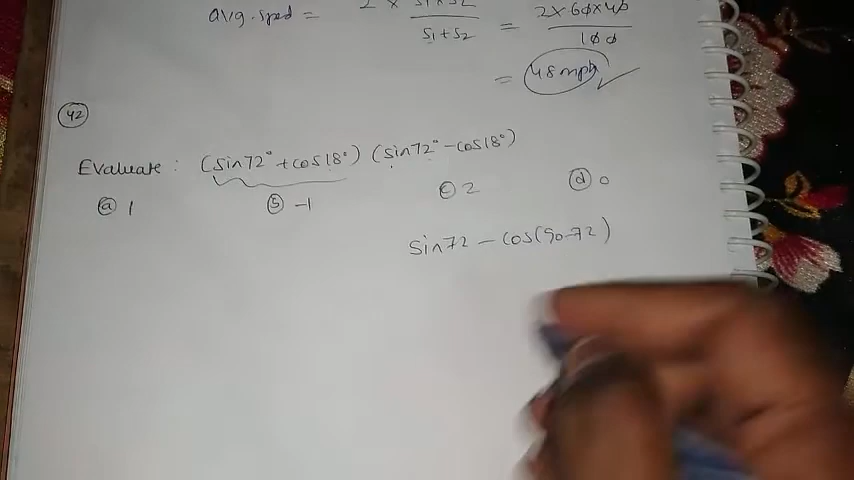 avg. sped = 2 × S1×S2 / S1+S2 = 2×60×40 / 100
= 48 mph
42
Evaluate : (sin72° + cos18°) (sin72° - cos18°)
ⓐ 1 ⓑ -1 ⓒ 2 ⓓ 0
sin72 - cos(90-72)